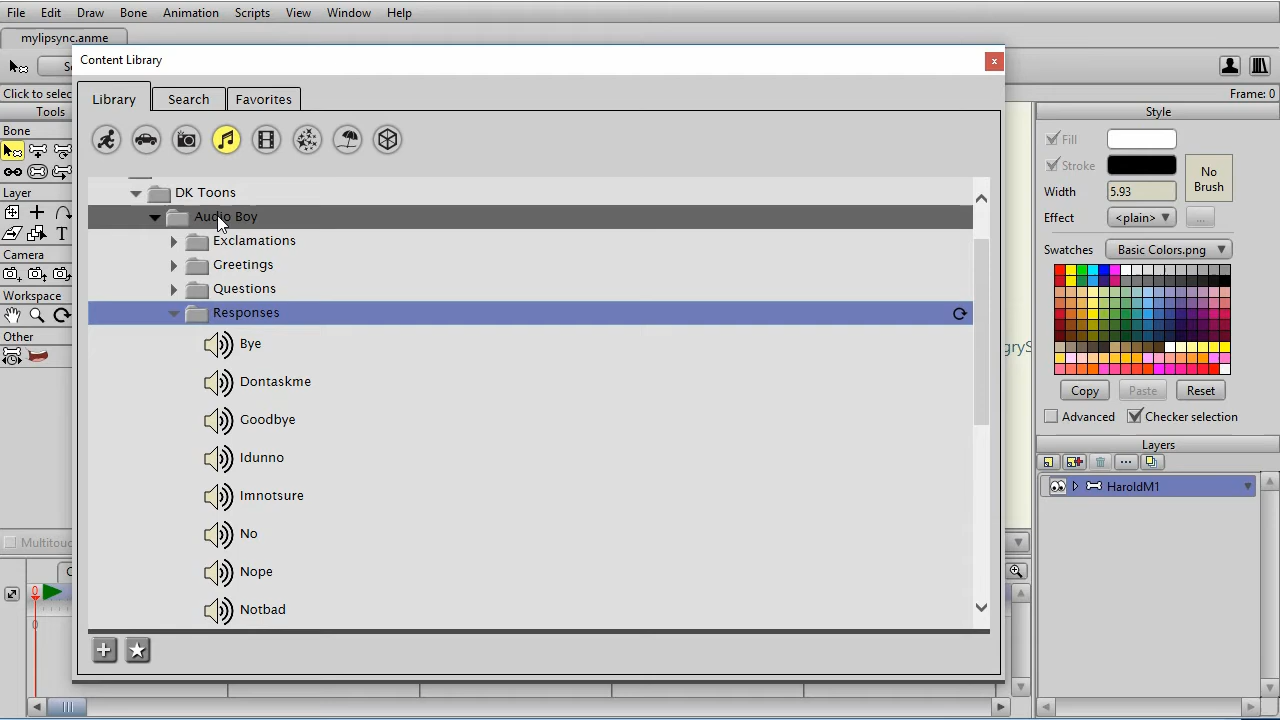 File Edit Draw Bone Animation Scripts View Window Help
mylipsync.anme
Content Library
Click to selec
Frame: 0
Library Search Favorites
Tools
Bone
Layer
Camera
Workspace
Other
T
DK Toons
Audio Boy
Exclamations
Greetings
Questions
Responses
Bye
Dontaskme
Goodbye
Idunno
Imnotsure
No
Nope
Notbad
Style
Fill
Stroke
No Brush
Width 5.93
Effect <plain> ...
Swatches Basic Colors.png
Copy Paste Reset
Advanced Checker selection
Layers
HaroldM1
gryS
Multitouc
0
0